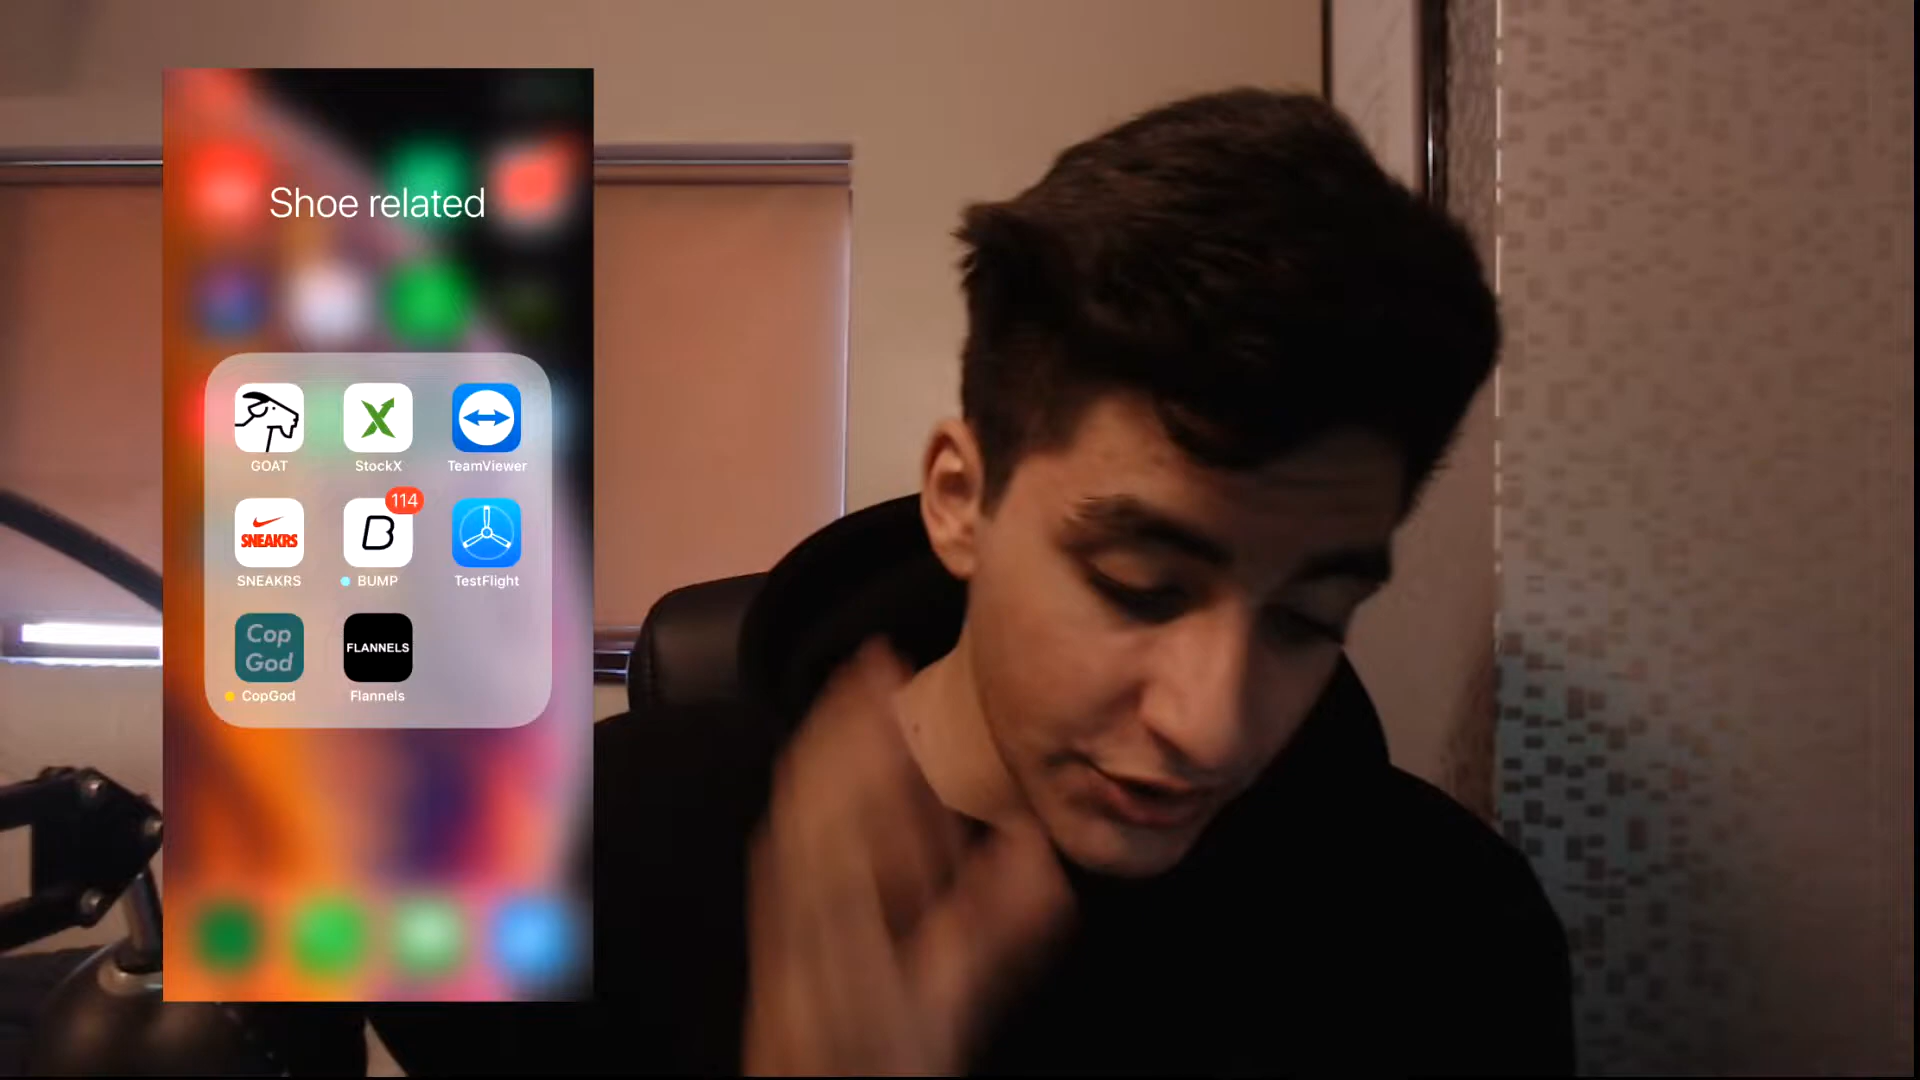 Shoe related
GOAT
StockX
TeamViewer
SNEAKRS
114
B
SNEAKRS
BUMP
TestFlight
Cop
God
FLANNELS
CopGod
Flannels